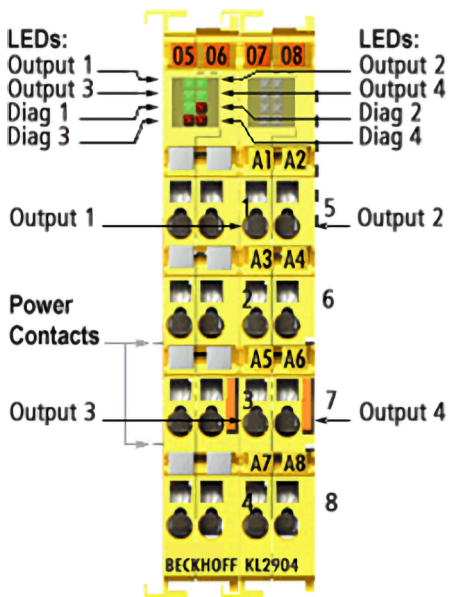 LEDs:
Output 1
Output 3
Diag 1
Diag 3
05 06 07 08
LEDs:
Output 2
Output 4
Diag 2
Diag 4
A1 A2
1
5
Output 1
Output 2
A3 A4
2
6
Power
Contacts
A5 A6
3
7
Output 3
Output 4
A7 A8
4
8
BECKHOFF KL2904